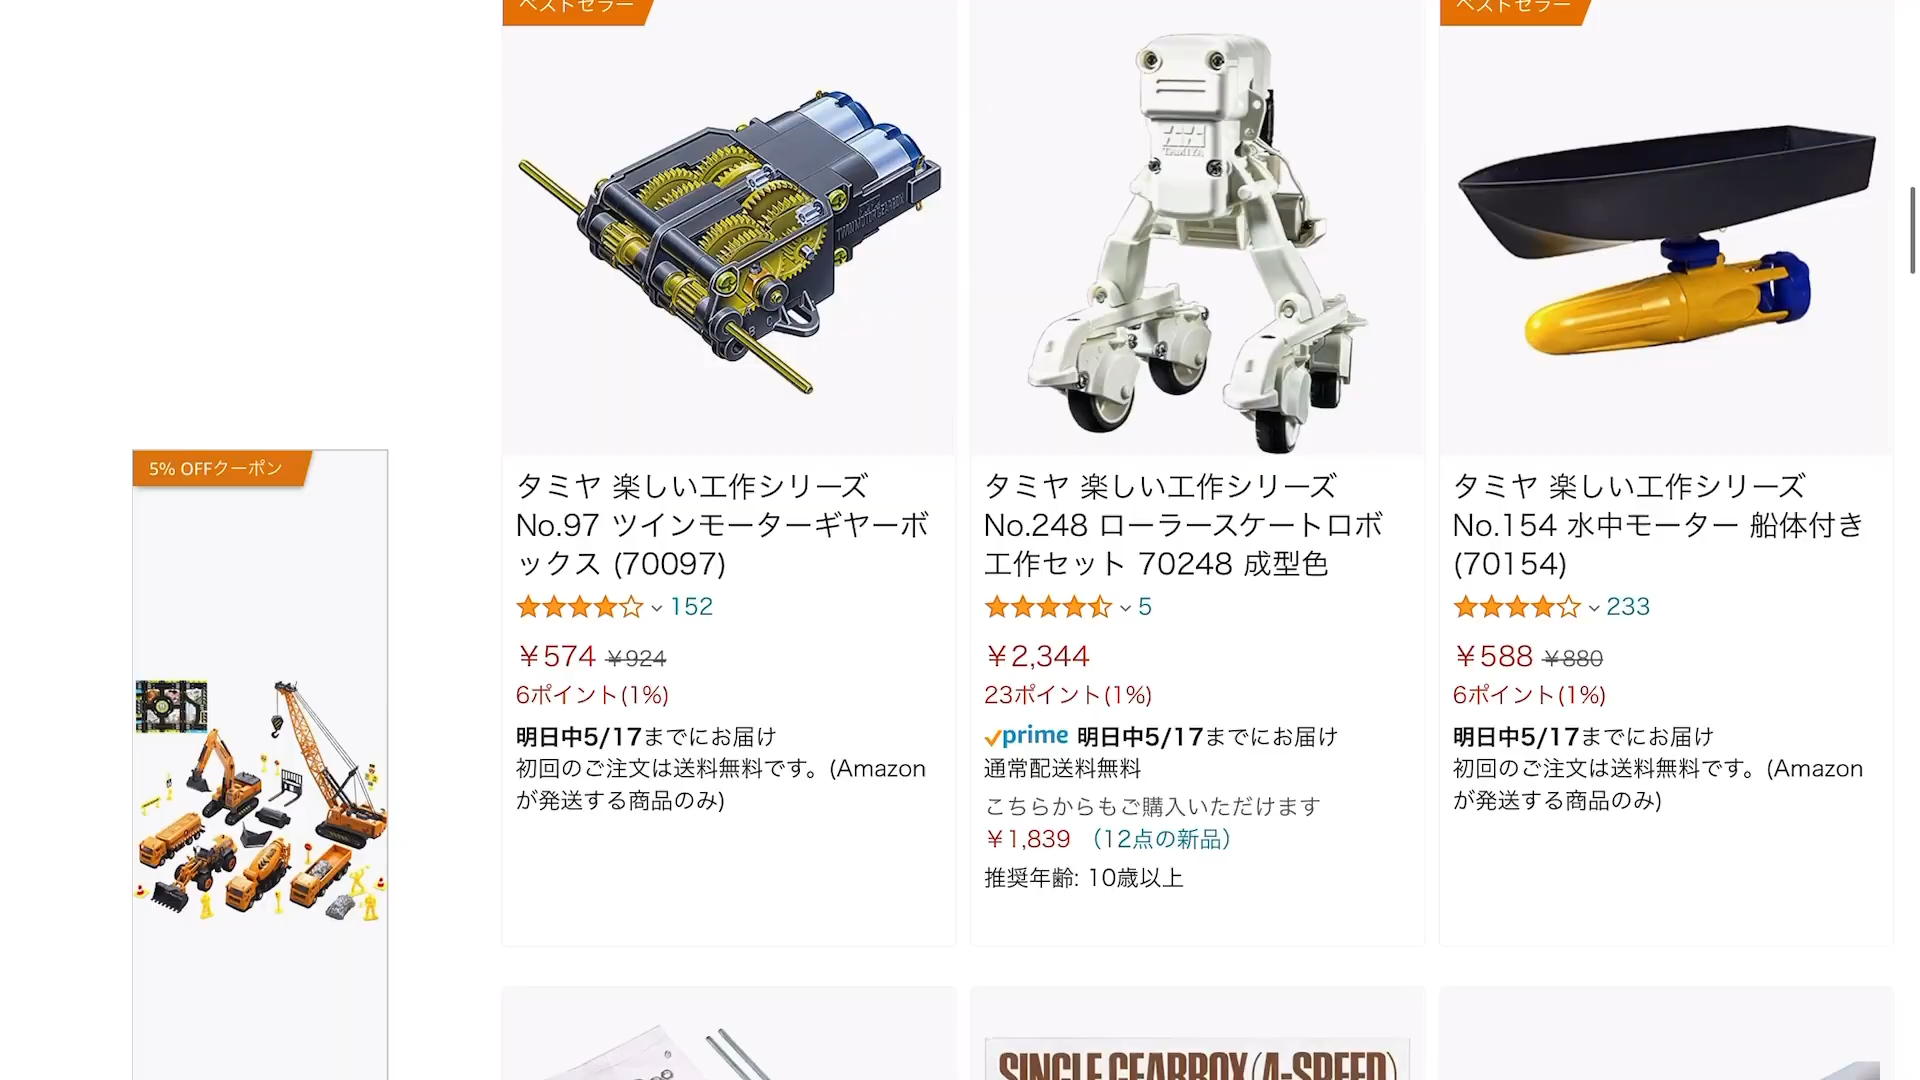 ベストセラー
ベストセラー
TAMIYA
5% OFFクーポン
タミヤ 楽しい工作シリーズ
No.97 ツインモーターギヤーボ
ックス (70097)
152
￥574 ￥924
6ポイント(1%)
明日中5/17までにお届け
初回のご注文は送料無料です。(Amazon
が発送する商品のみ)
タミヤ 楽しい工作シリーズ
No.248 ローラースケートロボ
工作セット 70248 成型色
5
￥2,344
23ポイント(1%)
prime 明日中5/17までにお届け
通常配送料無料
こちらからもご購入いただけます
￥1,839 （12点の新品）
推奨年齢: 10歳以上
タミヤ 楽しい工作シリーズ
No.154 水中モーター 船体付き
(70154)
233
￥588 ￥880
6ポイント(1%)
明日中5/17までにお届け
初回のご注文は送料無料です。(Amazon
が発送する商品のみ)
SINGLE GEARBOX (4-SPEED)